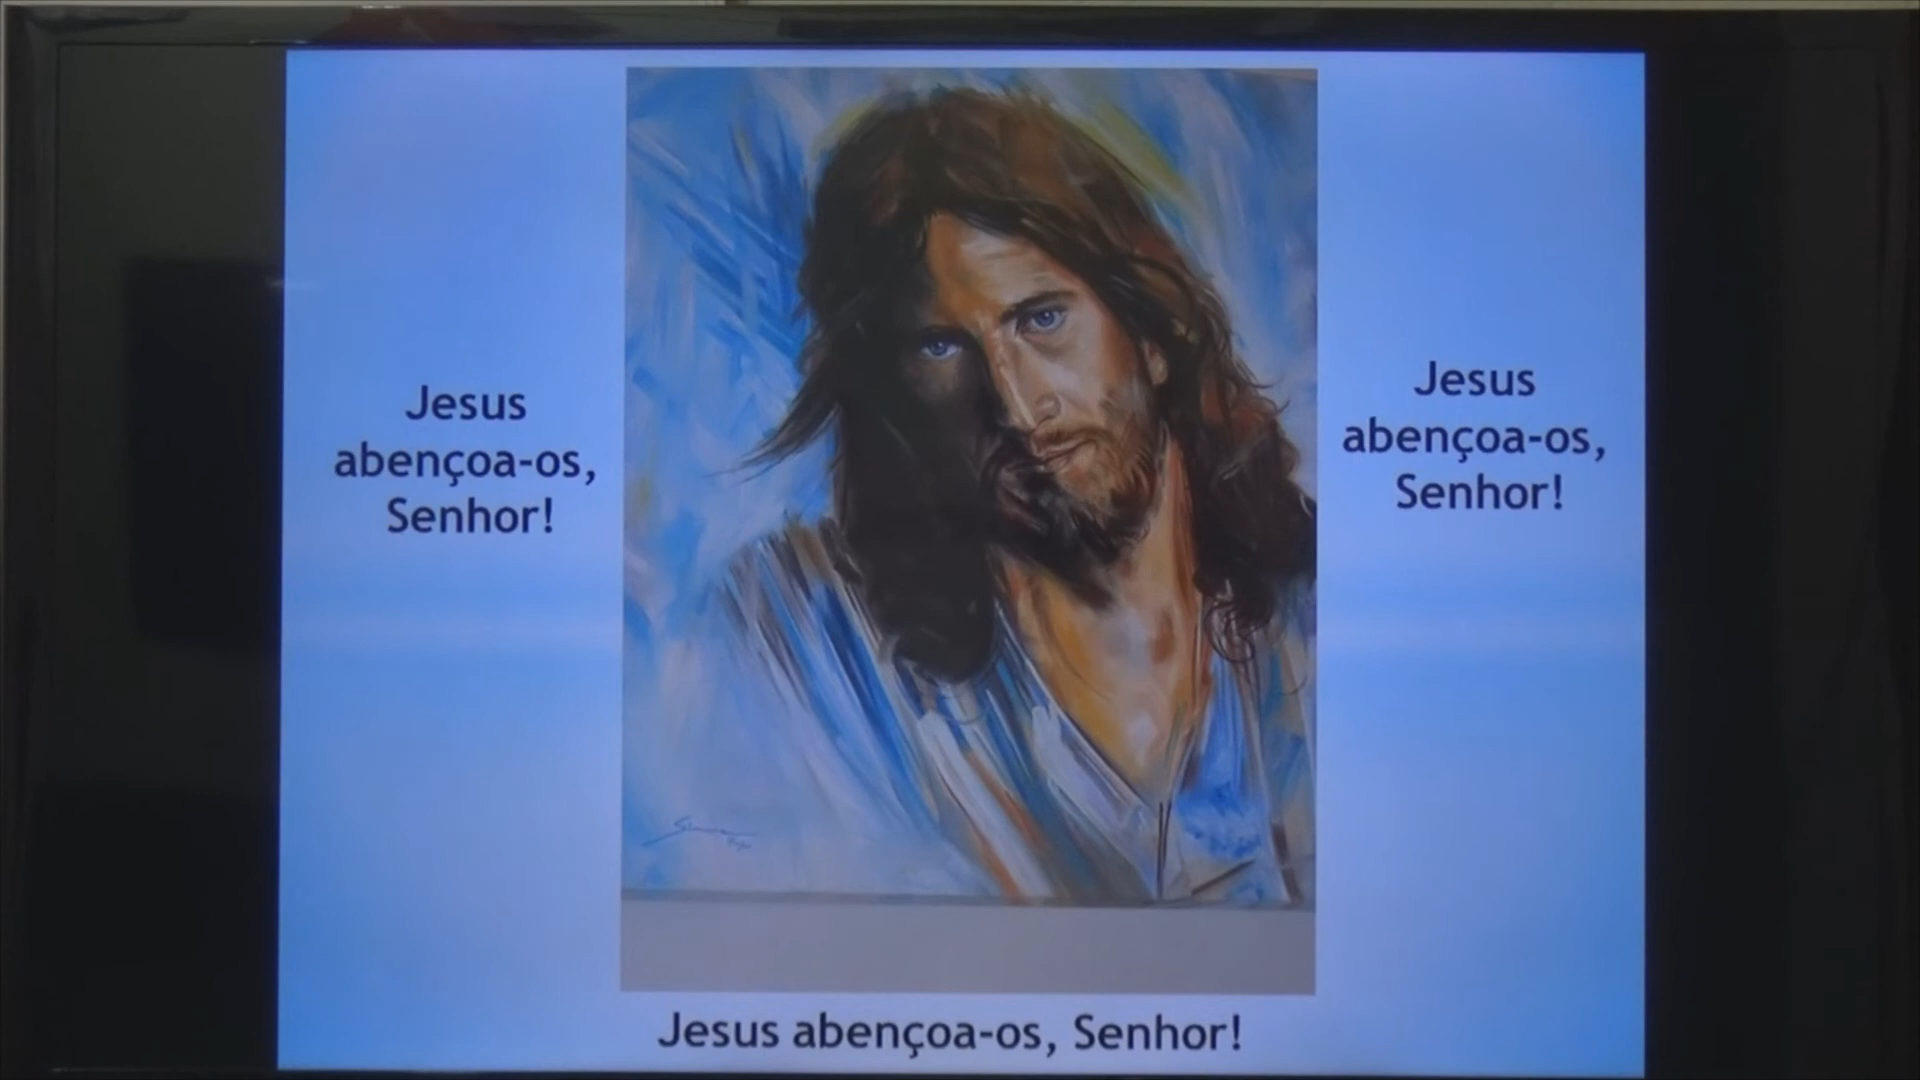 Jesus
abençoa-os,
Senhor!
Jesus
abençoa-os,
Senhor!
Jesus abençoa-os, Senhor!